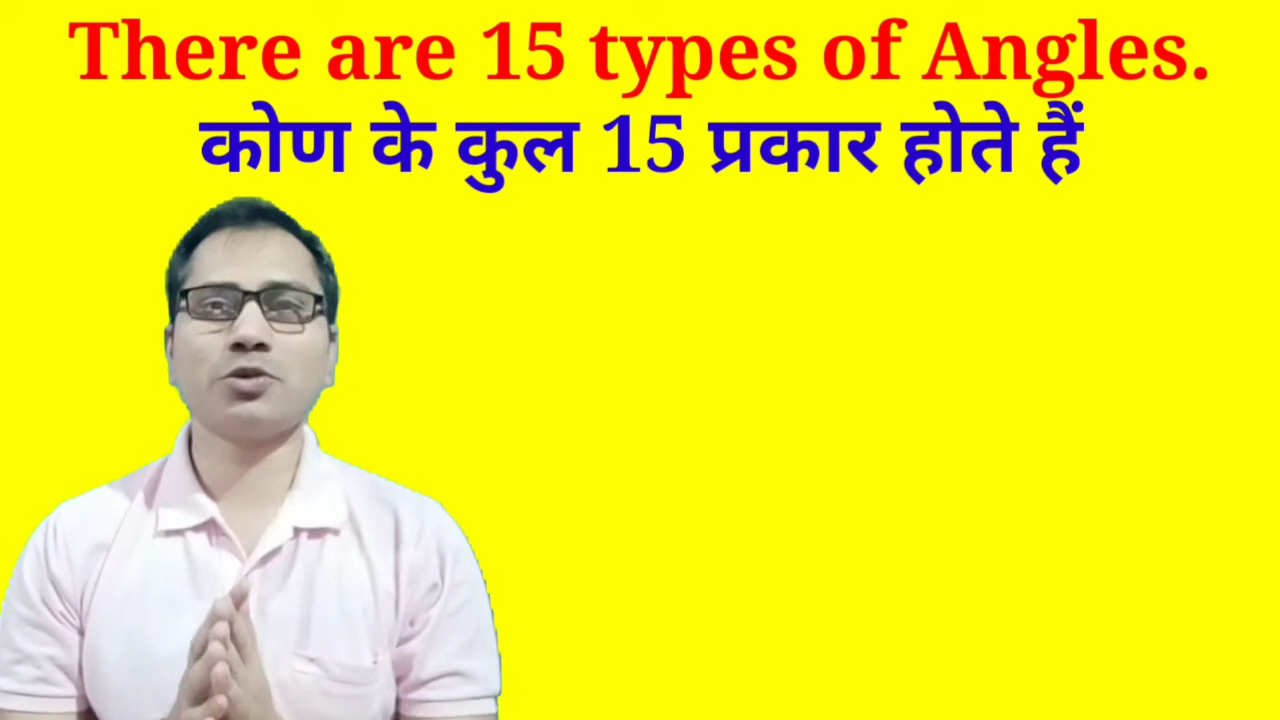 There are 15 types of Angles.
कोण के कुल 15 प्रकार होते हैं